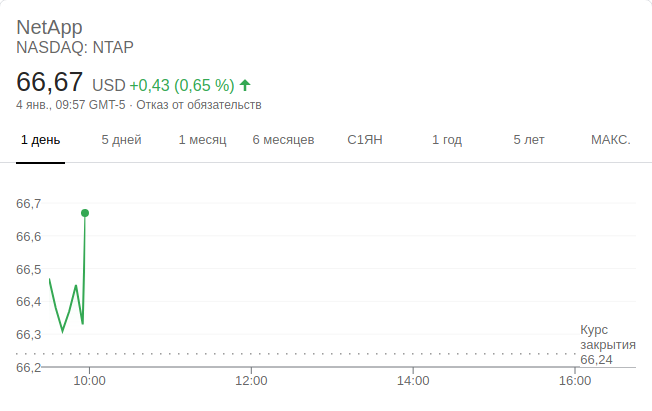 NetApp
NASDAQ: NTAP
66,67 USD +0,43 (0,65 %)
4 янв., 09:57 GMT-5 · Отказ от обязательств
1 день 5 дней 1 месяц 6 месяцев С1ЯН 1 год 5 лет МАКС.
66,7
66,6
66,5
66,4
66,3
66,2
Курс
закрытия
66,24
10:00 12:00 14:00 16:00